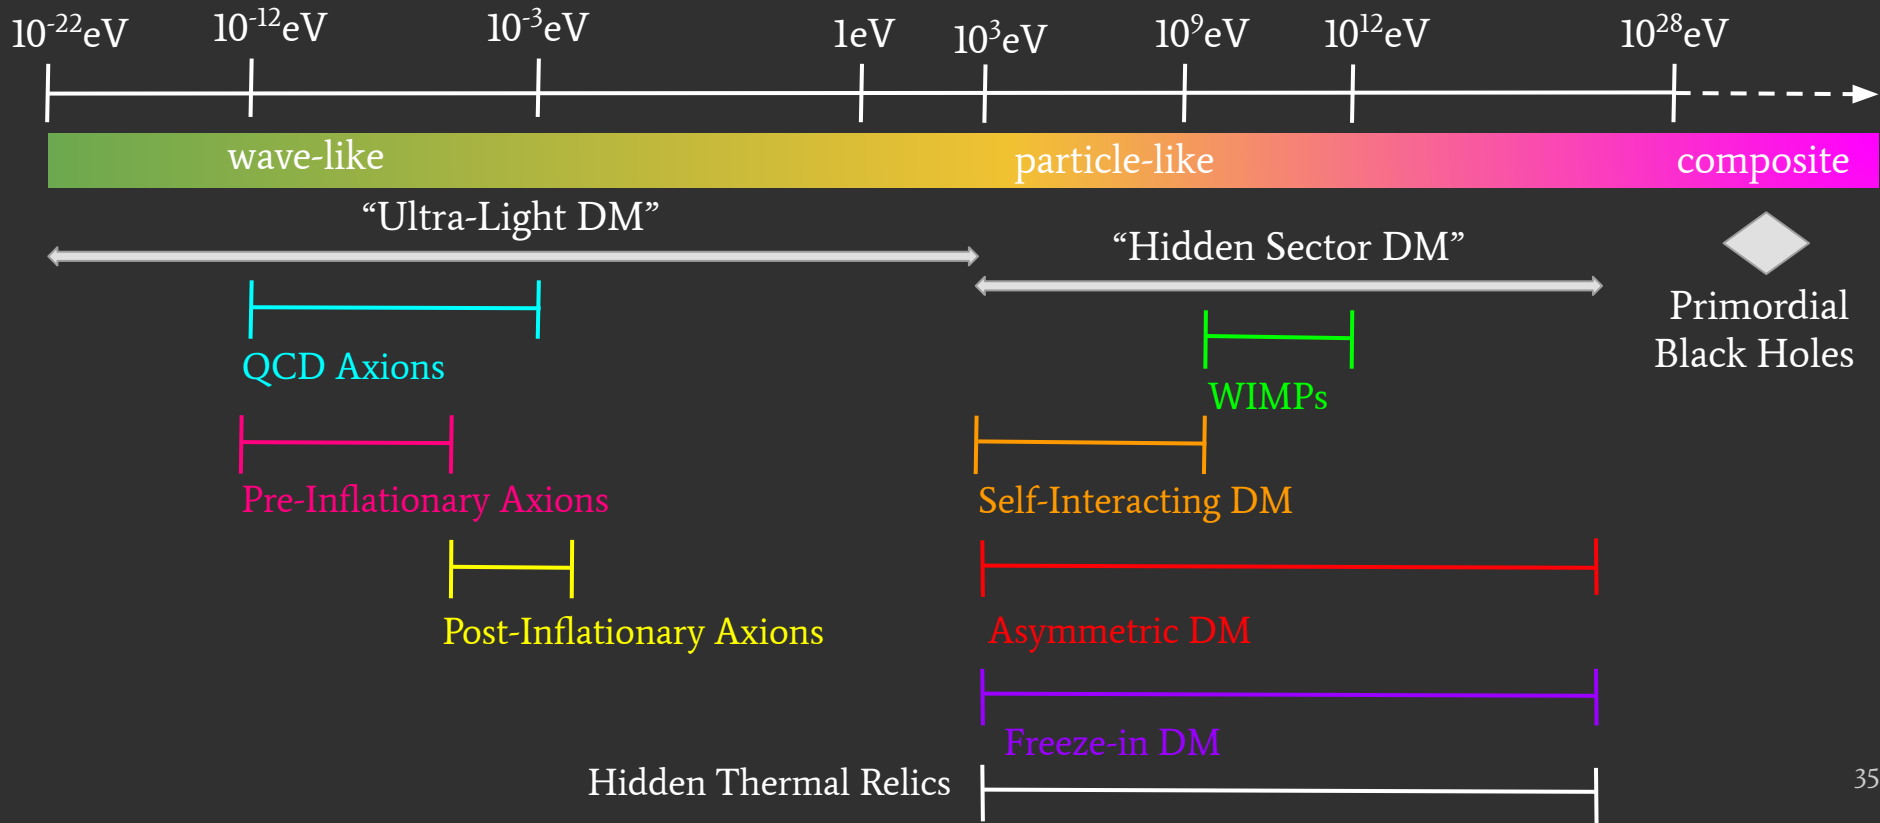 10⁻²²eV 10⁻¹²eV 10⁻³eV 1eV 10³eV 10⁹eV 10¹²eV 10²⁸eV
wave-like particle-like composite
“Ultra-Light DM”
“Hidden Sector DM”
Primordial
Black Holes
QCD Axions
WIMPs
Pre-Inflationary Axions
Self-Interacting DM
Post-Inflationary Axions
Asymmetric DM
Freeze-in DM
Hidden Thermal Relics
35